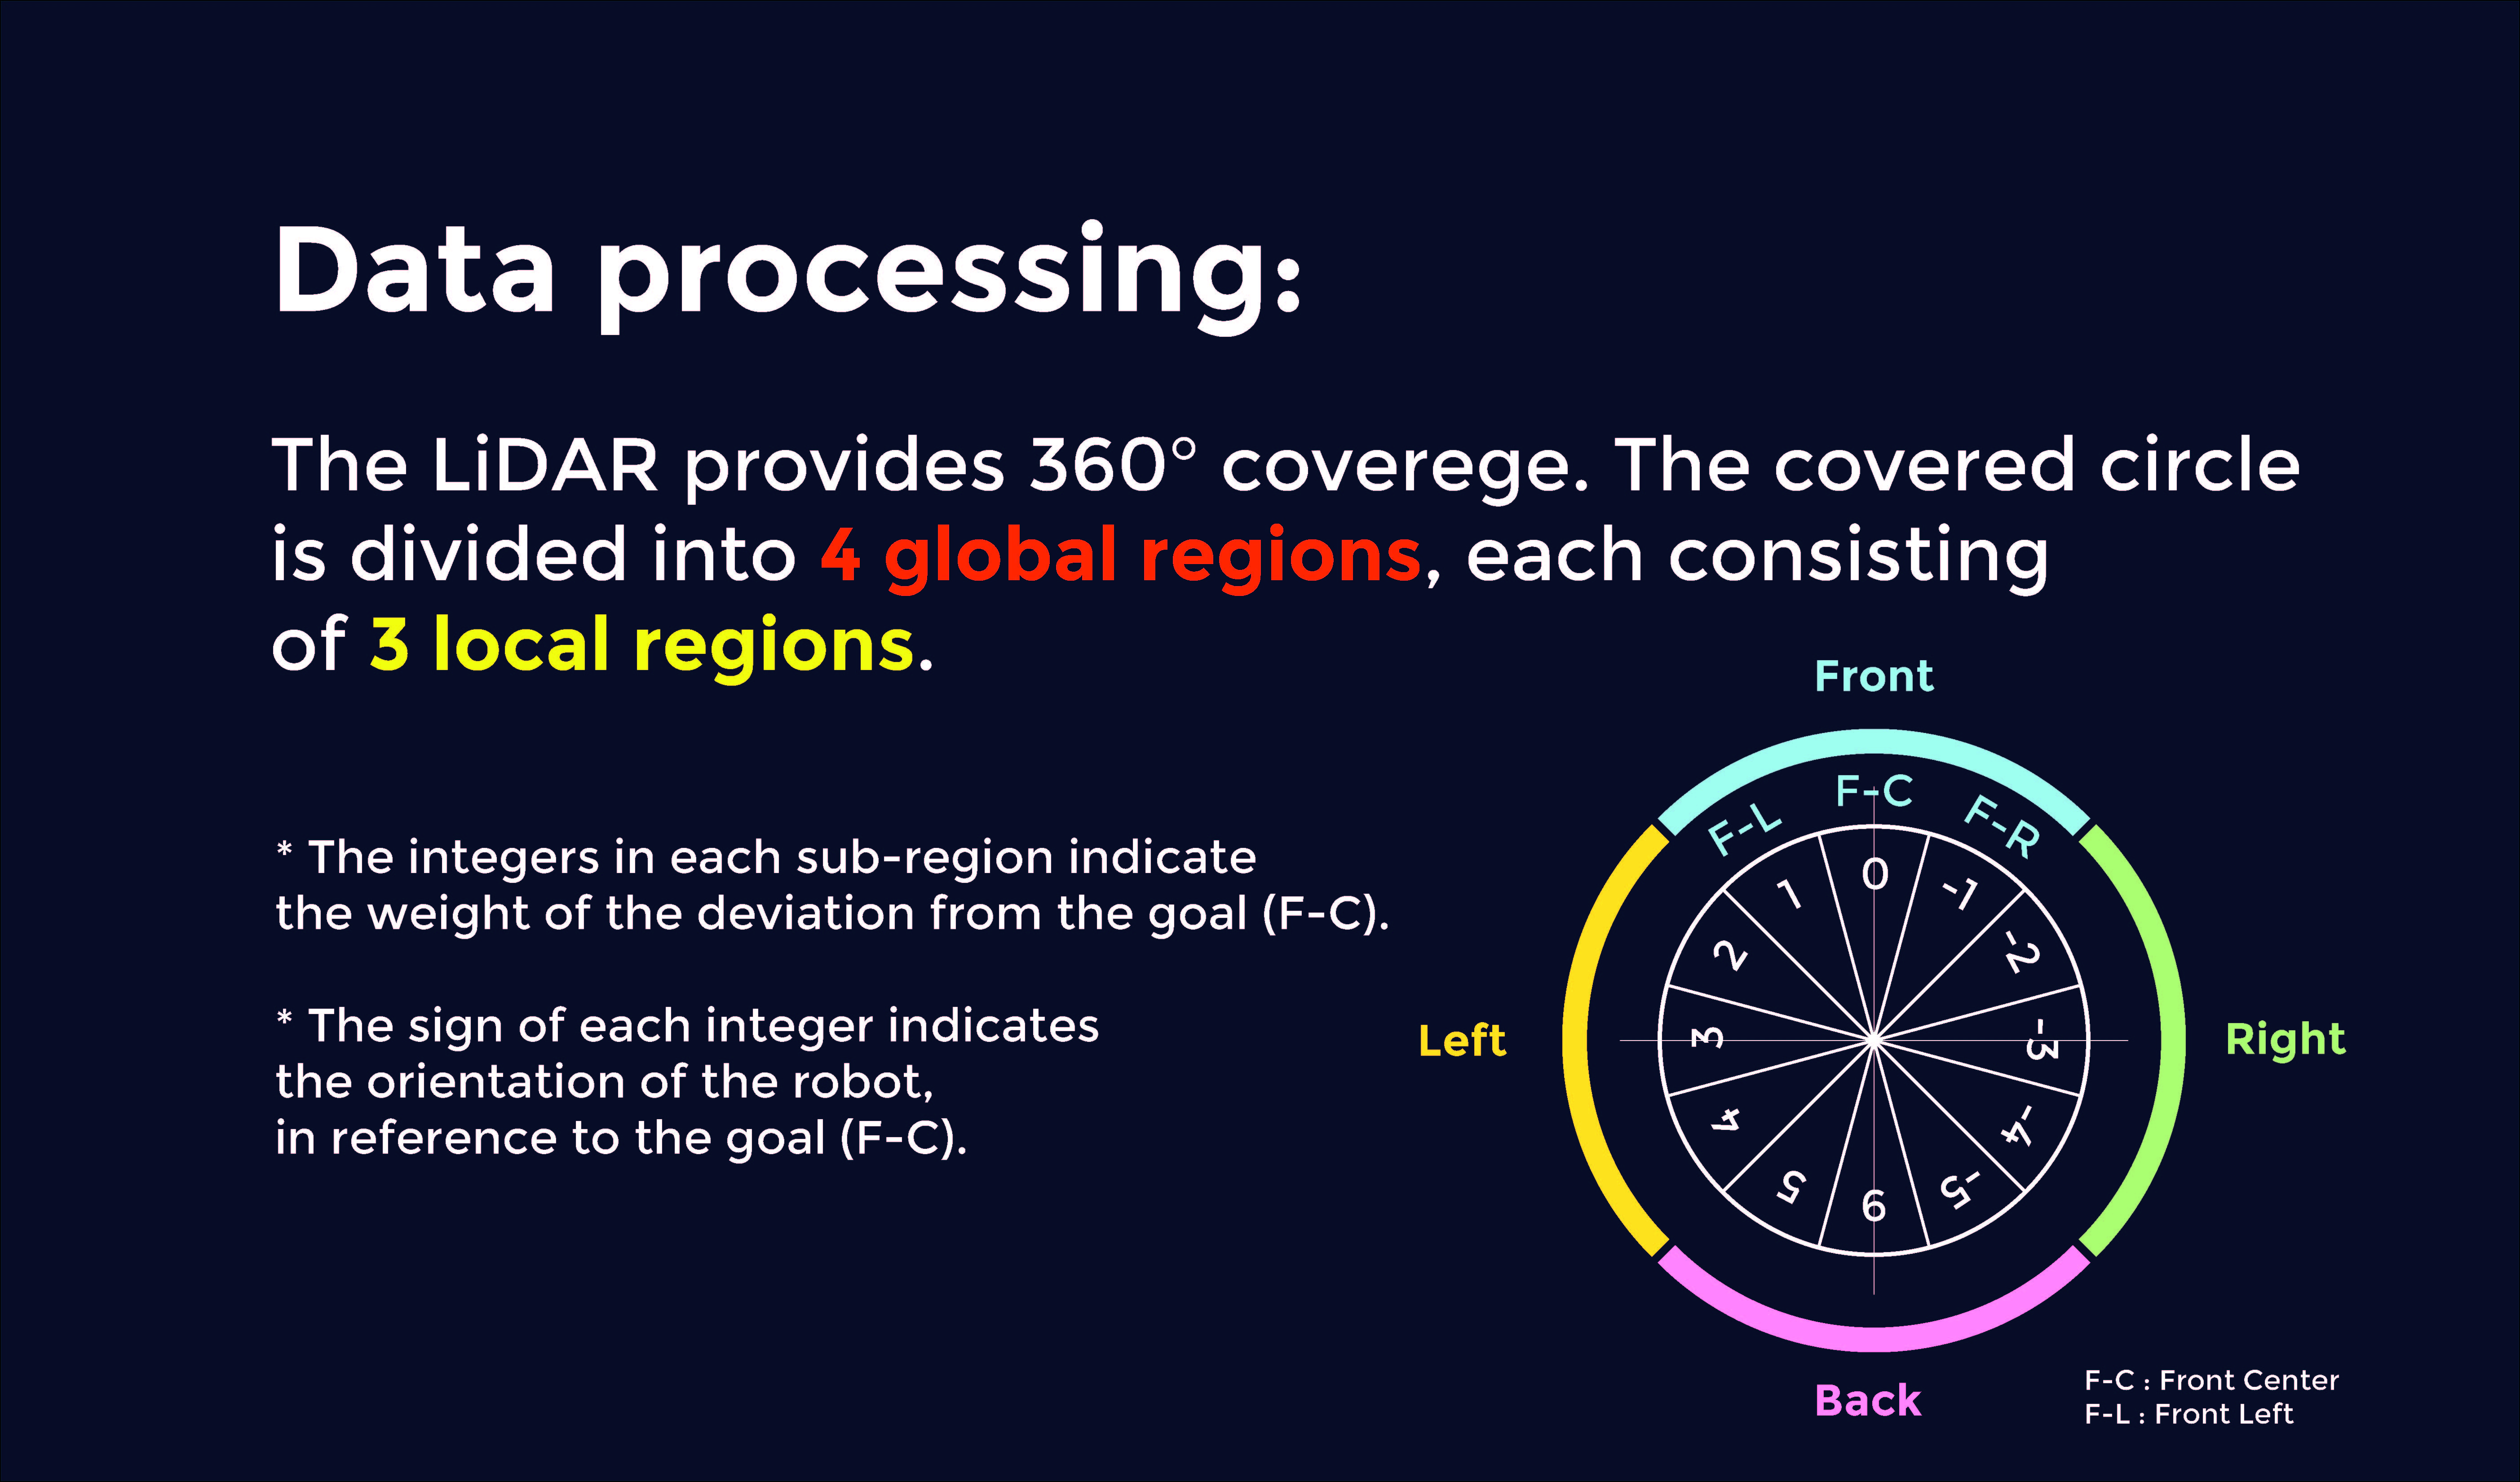 Data processing:
The LiDAR provides 360° coverege. The covered circle
is divided into 4 global regions, each consisting
of 3 local regions.
* The integers in each sub-region indicate
the weight of the deviation from the goal (F-C).
* The sign of each integer indicates
the orientation of the robot,
in reference to the goal (F-C).
Front
F-L
F-C
F-R
0
1
-1
2
-2
Left
3
-3
Right
4
-4
5
-5
6
Back
F-C : Front Center
F-L : Front Left